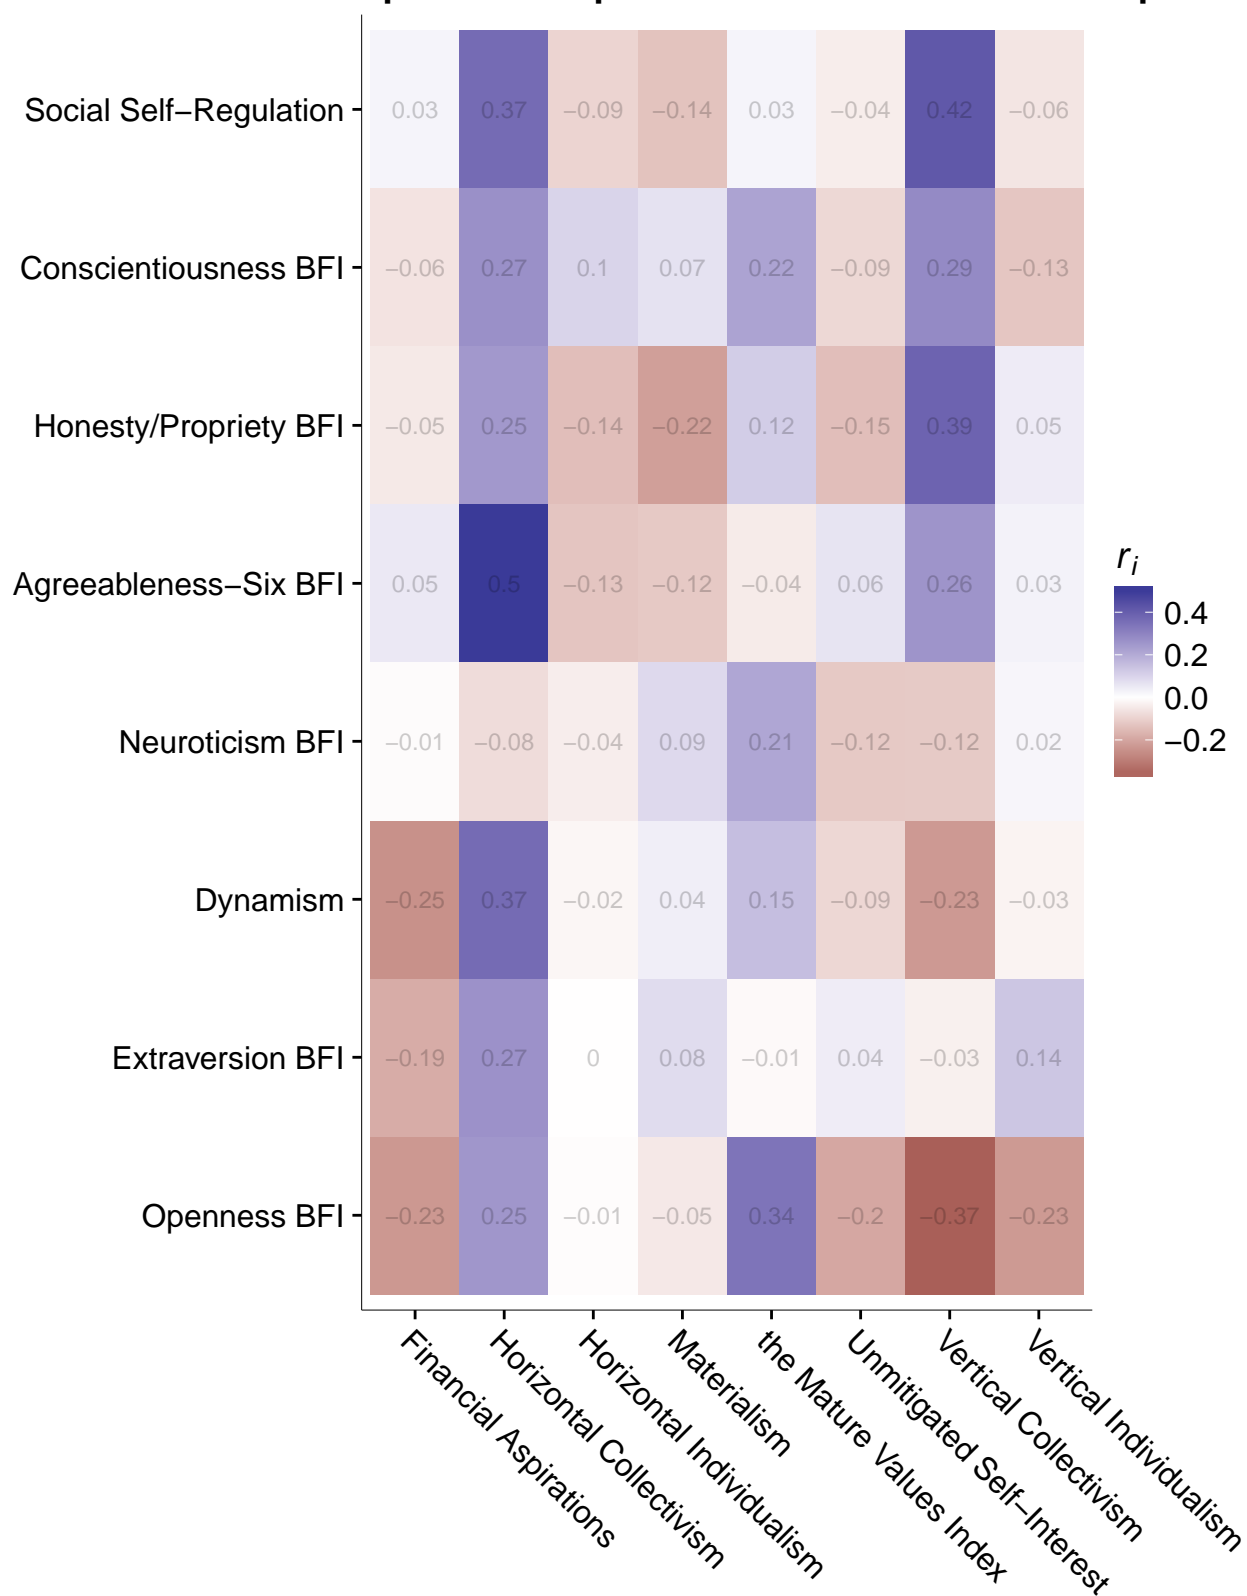 Social Self−Regulation 0.03 0.37 −0.09 −0.14 0.03 −0.04 0.42 −0.06
Conscientiousness BFI −0.06 0.27 0.1 0.07 0.22 −0.09 0.29 −0.13
Honesty/Propriety BFI −0.05 0.25 −0.14 −0.22 0.12 −0.15 0.39 0.05
Agreeableness−Six BFI 0.05 0.5 −0.13 −0.12 −0.04 0.06 0.26 0.03
Neuroticism BFI −0.01 −0.08 −0.04 0.09 0.21 −0.12 −0.12 0.02
Dynamism −0.25 0.37 −0.02 0.04 0.15 −0.09 −0.23 −0.03
Extraversion BFI −0.19 0.27 0 0.08 −0.01 0.04 −0.03 0.14
Openness BFI −0.23 0.25 −0.01 −0.05 0.34 −0.2 −0.37 −0.23
Financial Aspirations
Horizontal Collectivism
Horizontal Individualism
Materialism
the Mature Values Index
Unmitigated Self−Interest
Vertical Collectivism
Vertical Individualism
r i
0.4
0.2
0.0
−0.2